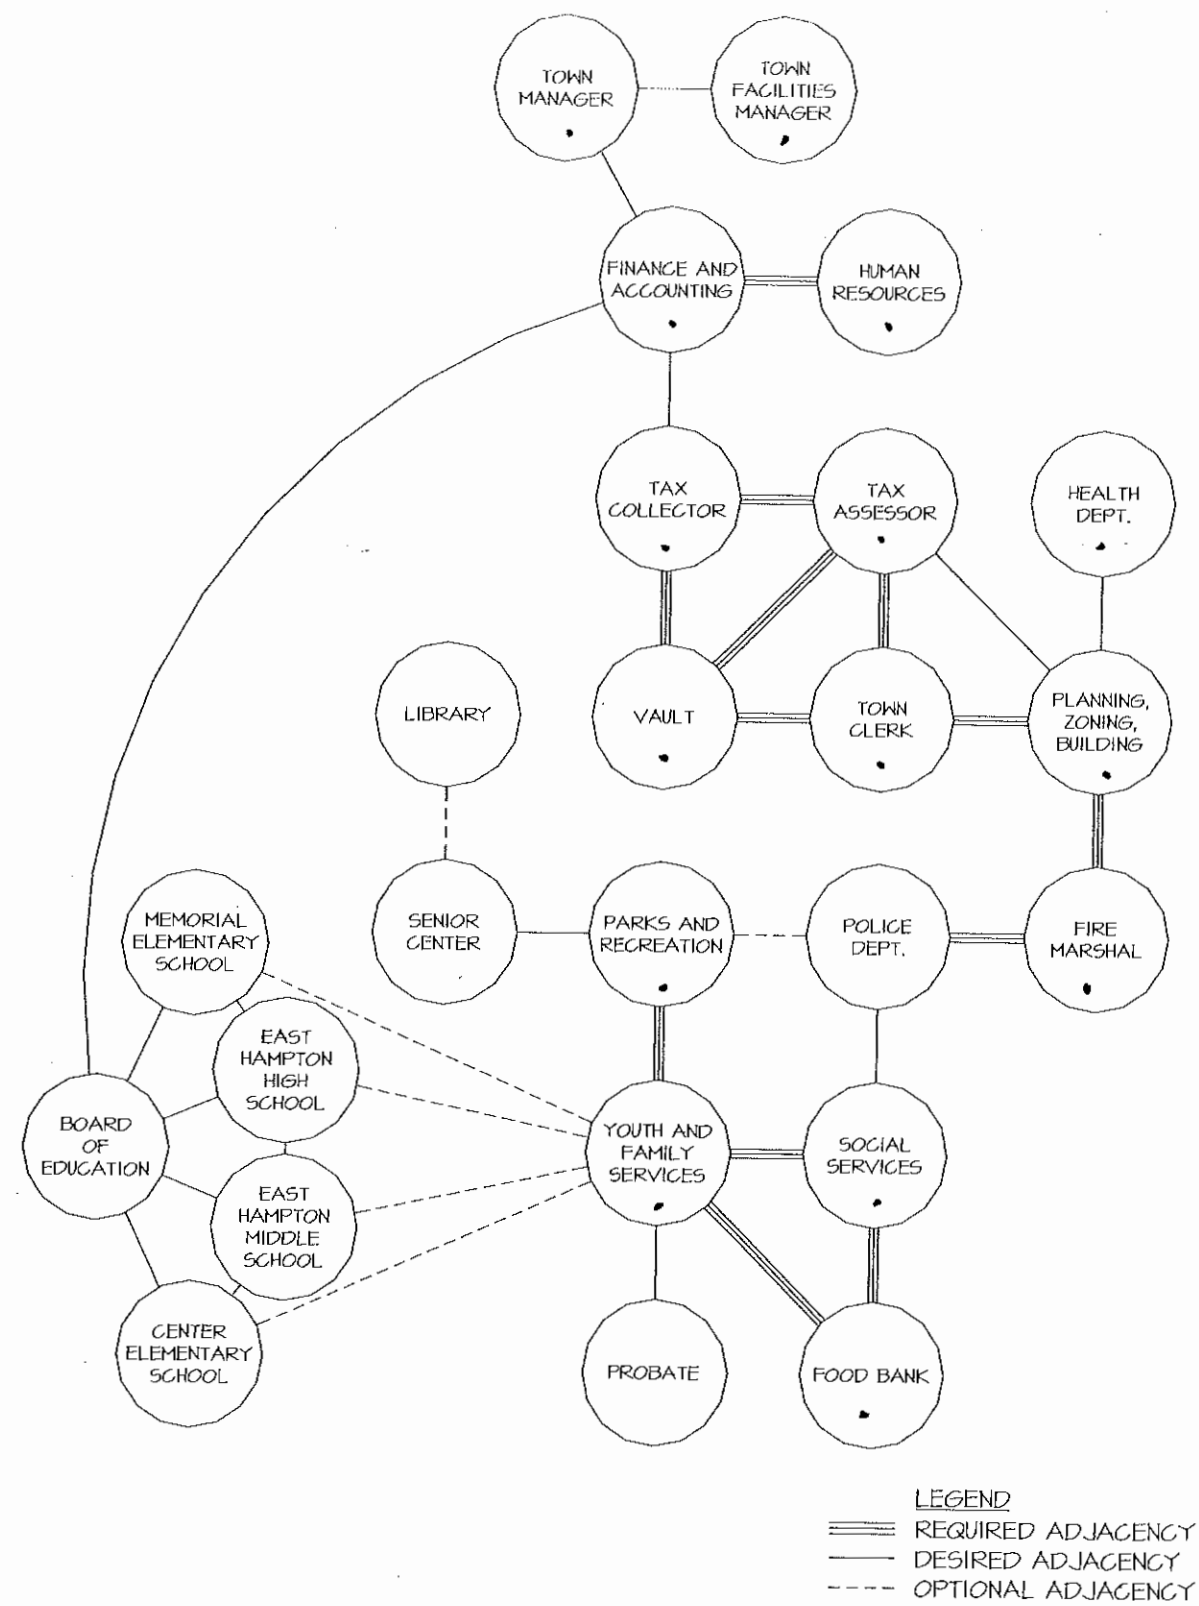 TOWN
MANAGER
TOWN
FACILITIES
MANAGER
FINANCE AND
ACCOUNTING
HUMAN
RESOURCES
TAX
COLLECTOR
TAX
ASSESSOR
HEALTH
DEPT.
LIBRARY
VAULT
TOWN
CLERK
PLANNING,
ZONING,
BUILDING
MEMORIAL
ELEMENTARY
SCHOOL
SENIOR
CENTER
PARKS AND
RECREATION
POLICE
DEPT.
FIRE
MARSHAL
EAST
HAMPTON
HIGH
SCHOOL
BOARD
OF
EDUCATION
YOUTH AND
FAMILY
SERVICES
SOCIAL
SERVICES
EAST
HAMPTON
MIDDLE
SCHOOL
CENTER
ELEMENTARY
SCHOOL
PROBATE
FOOD BANK
LEGEND
REQUIRED ADJACENCY
DESIRED ADJACENCY
OPTIONAL ADJACENCY